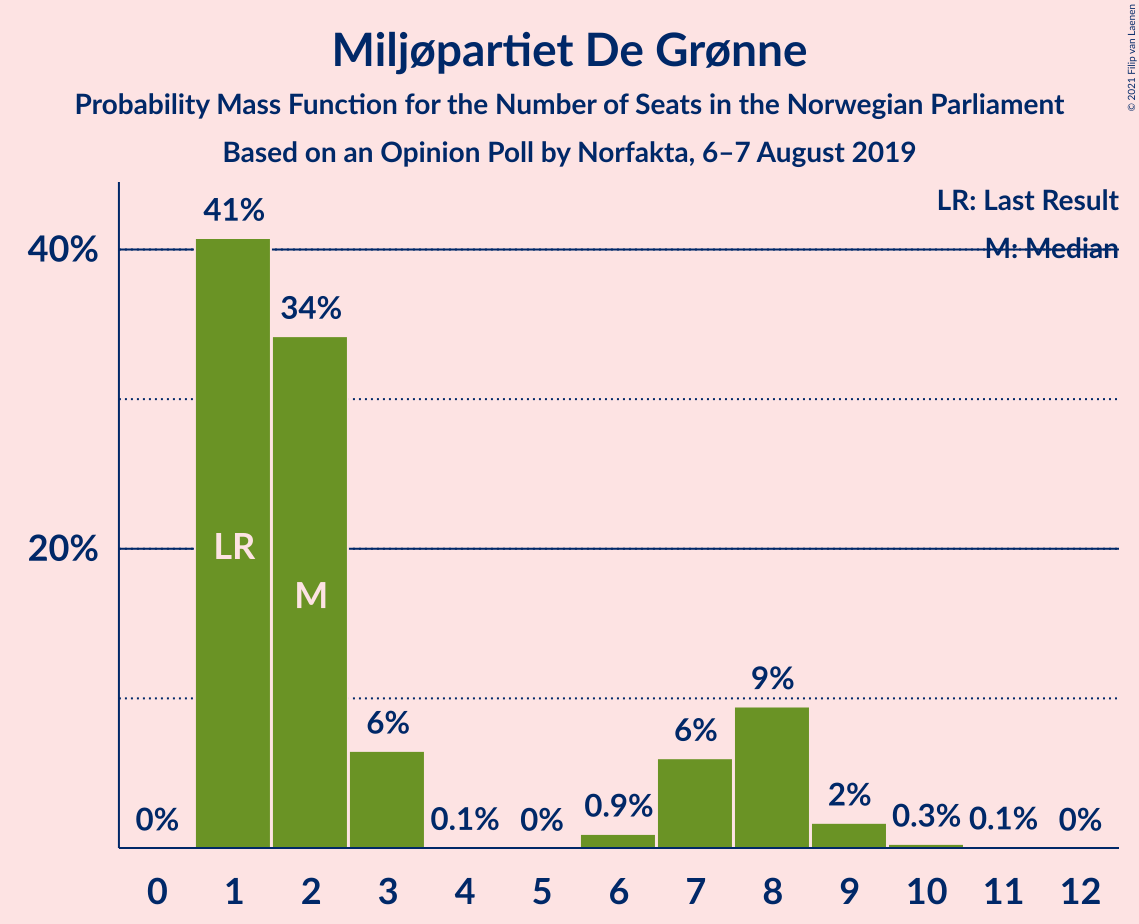 Miljøpartiet De Grønne
Probability Mass Function for the Number of Seats in the Norwegian Parliament
Based on an Opinion Poll by Norfakta, 6–7 August 2019
© 2021 Filip van Laenen
LR: Last Result
M: Median
40%
20%
41%
34%
LR
M
0%
6%
0.1%
0%
0.9%
6%
9%
2%
0.3%
0.1%
0%
0 1 2 3 4 5 6 7 8 9 10 11 12